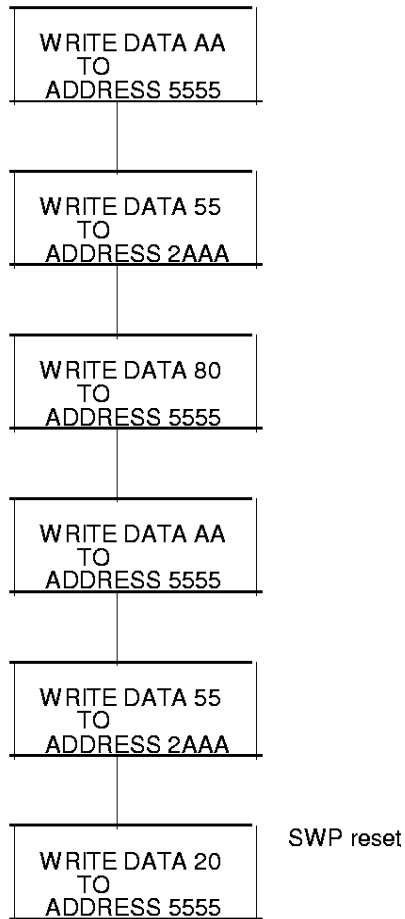 WRITE DATA AA
TO
ADDRESS 5555
WRITE DATA 55
TO
ADDRESS 2AAA
WRITE DATA 80
TO
ADDRESS 5555
WRITE DATA AA
TO
ADDRESS 5555
WRITE DATA 55
TO
ADDRESS 2AAA
SWP reset
WRITE DATA 20
TO
ADDRESS 5555